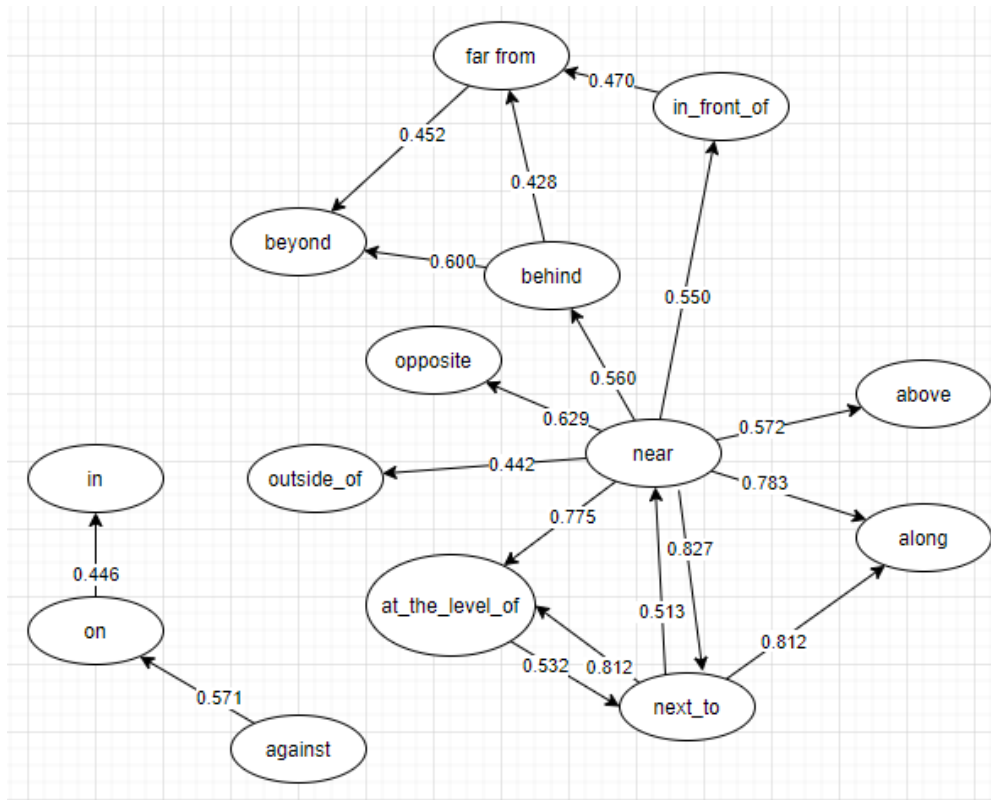 far from
0.470
in_front_of
0.452
0.428
beyond
0.600
behind
0.550
opposite
0.560
0.629
above
0.572
near
in
outside_of
0.442
0.783
0.775
along
0.827
0.446
at_the_level_of
0.513
on
0.532
0.812
0.812
0.571
next_to
against